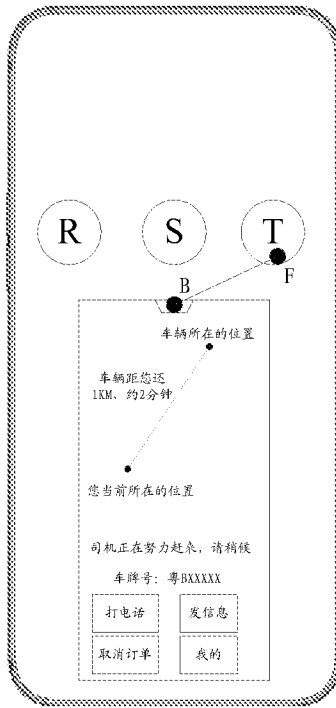 R S T
F
B
车辆所在的位置
车辆距您还
1KM、约2分钟
您当前所在的位置
司机正在努力赶来，请稍候
车牌号：粤BXXXXX
打电话 发信息
取消订单 我的